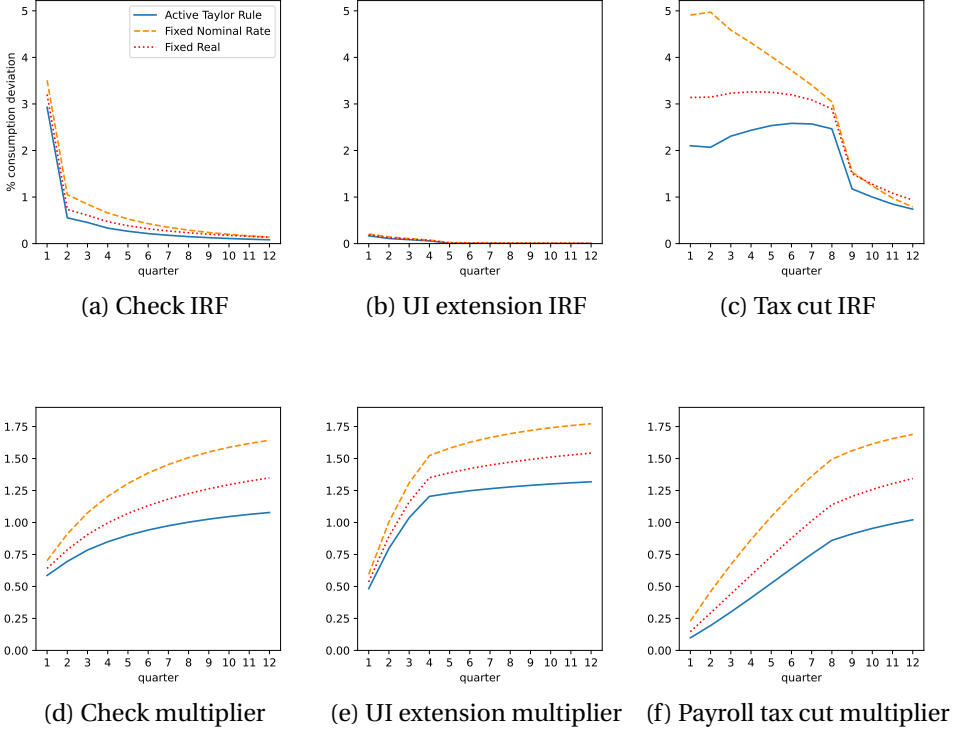 5
4
3
2
1
0
% consumption deviation
Active Taylor Rule
Fixed Nominal Rate
Fixed Real
1 2 3 4 5 6 7 8 9 10 11 12
quarter
(a) Check IRF
5
4
3
2
1
0
1 2 3 4 5 6 7 8 9 10 11 12
quarter
(b) UI extension IRF
5
4
3
2
1
0
1 2 3 4 5 6 7 8 9 10 11 12
quarter
(c) Tax cut IRF
1.75
1.50
1.25
1.00
0.75
0.50
0.25
0.00
1 2 3 4 5 6 7 8 9 10 11 12
quarter
(d) Check multiplier
1.75
1.50
1.25
1.00
0.75
0.50
0.25
0.00
1 2 3 4 5 6 7 8 9 10 11 12
quarter
(e) UI extension multiplier
1.75
1.50
1.25
1.00
0.75
0.50
0.25
0.00
1 2 3 4 5 6 7 8 9 10 11 12
quarter
(f) Payroll tax cut multiplier